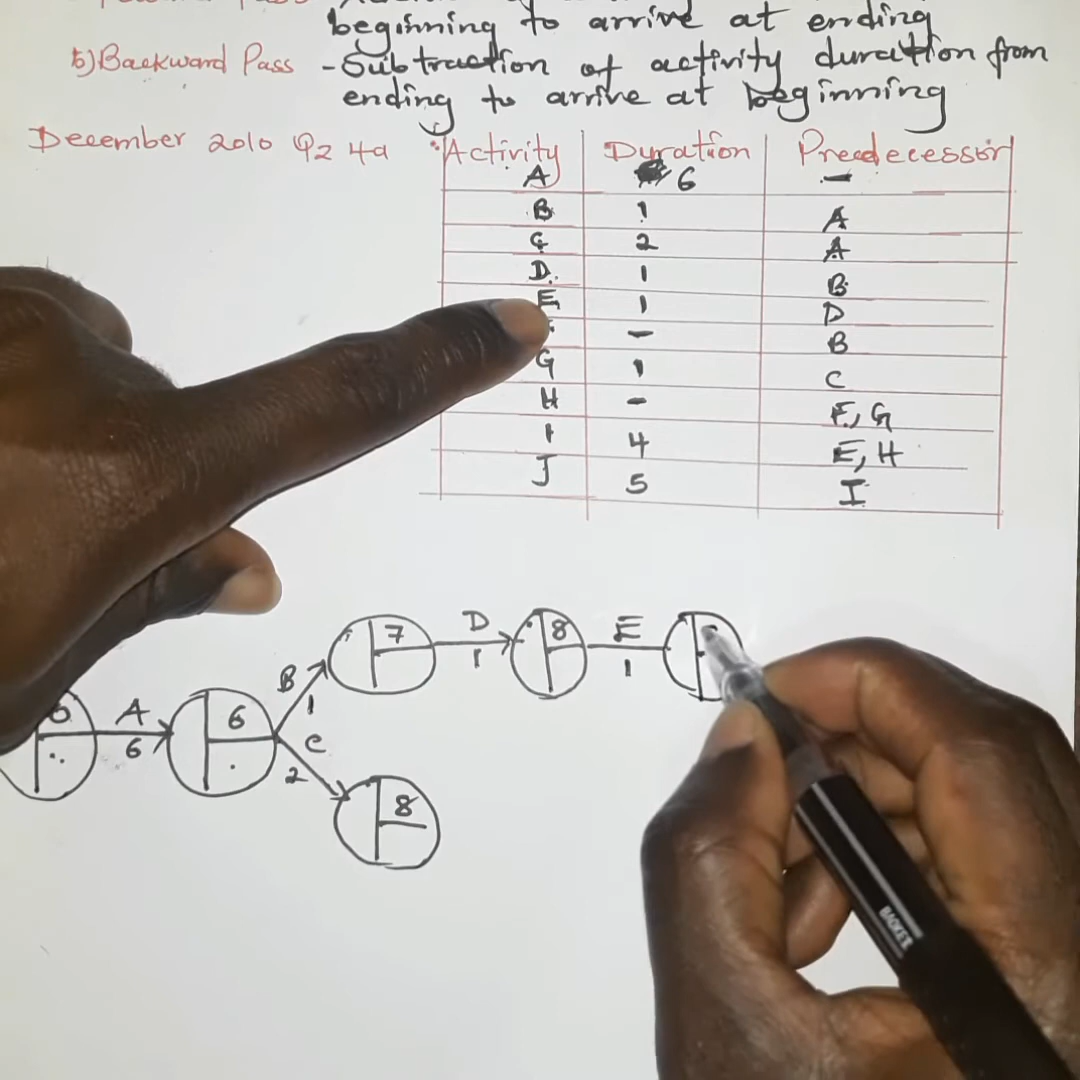 beginning to arrive at ending
b) Backward Pass - Subtraction of activity duration from
ending to arrive at beginning
December 2010 Q2 4a
Activity Duration Predecessor
A 6 -
B 1 A
C 2 A
D 1 B
E 1 D
- B
G 1 C
H - F, G
I 4 E, H
J 5 I
7 D 8 E
1 1
B
1
0 A 6 6
C
2
8